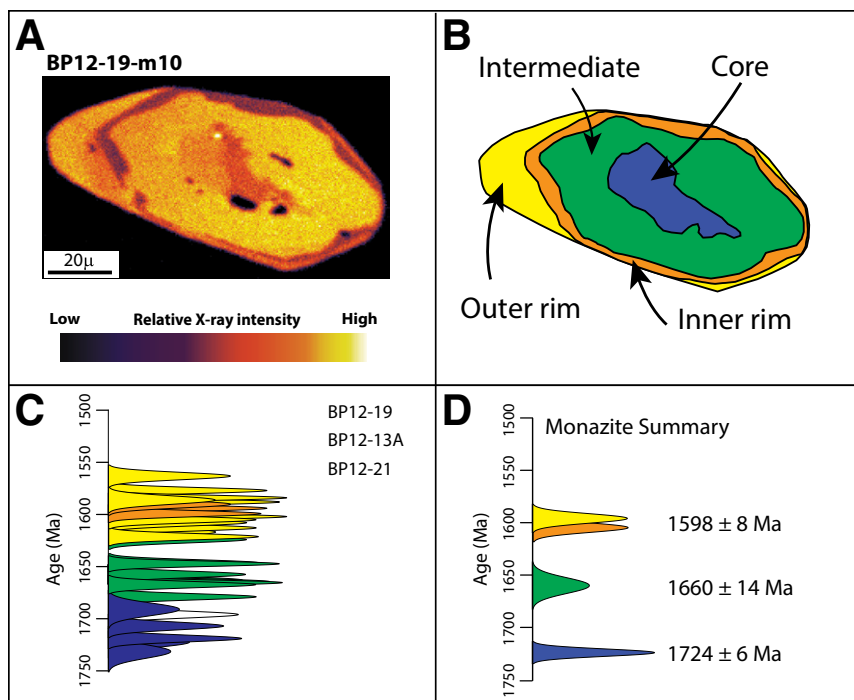 A
BP12-19-m10
20µ
Low Relative X-ray intensity High
B
Intermediate
Core
Outer rim
Inner rim
C
BP12-19
BP12-13A
BP12-21
Age (Ma)
1500
1550
1600
1650
1700
1750
D
Monazite Summary
Age (Ma)
1500
1550
1600
1650
1700
1750
1598 ± 8 Ma
1660 ± 14 Ma
1724 ± 6 Ma